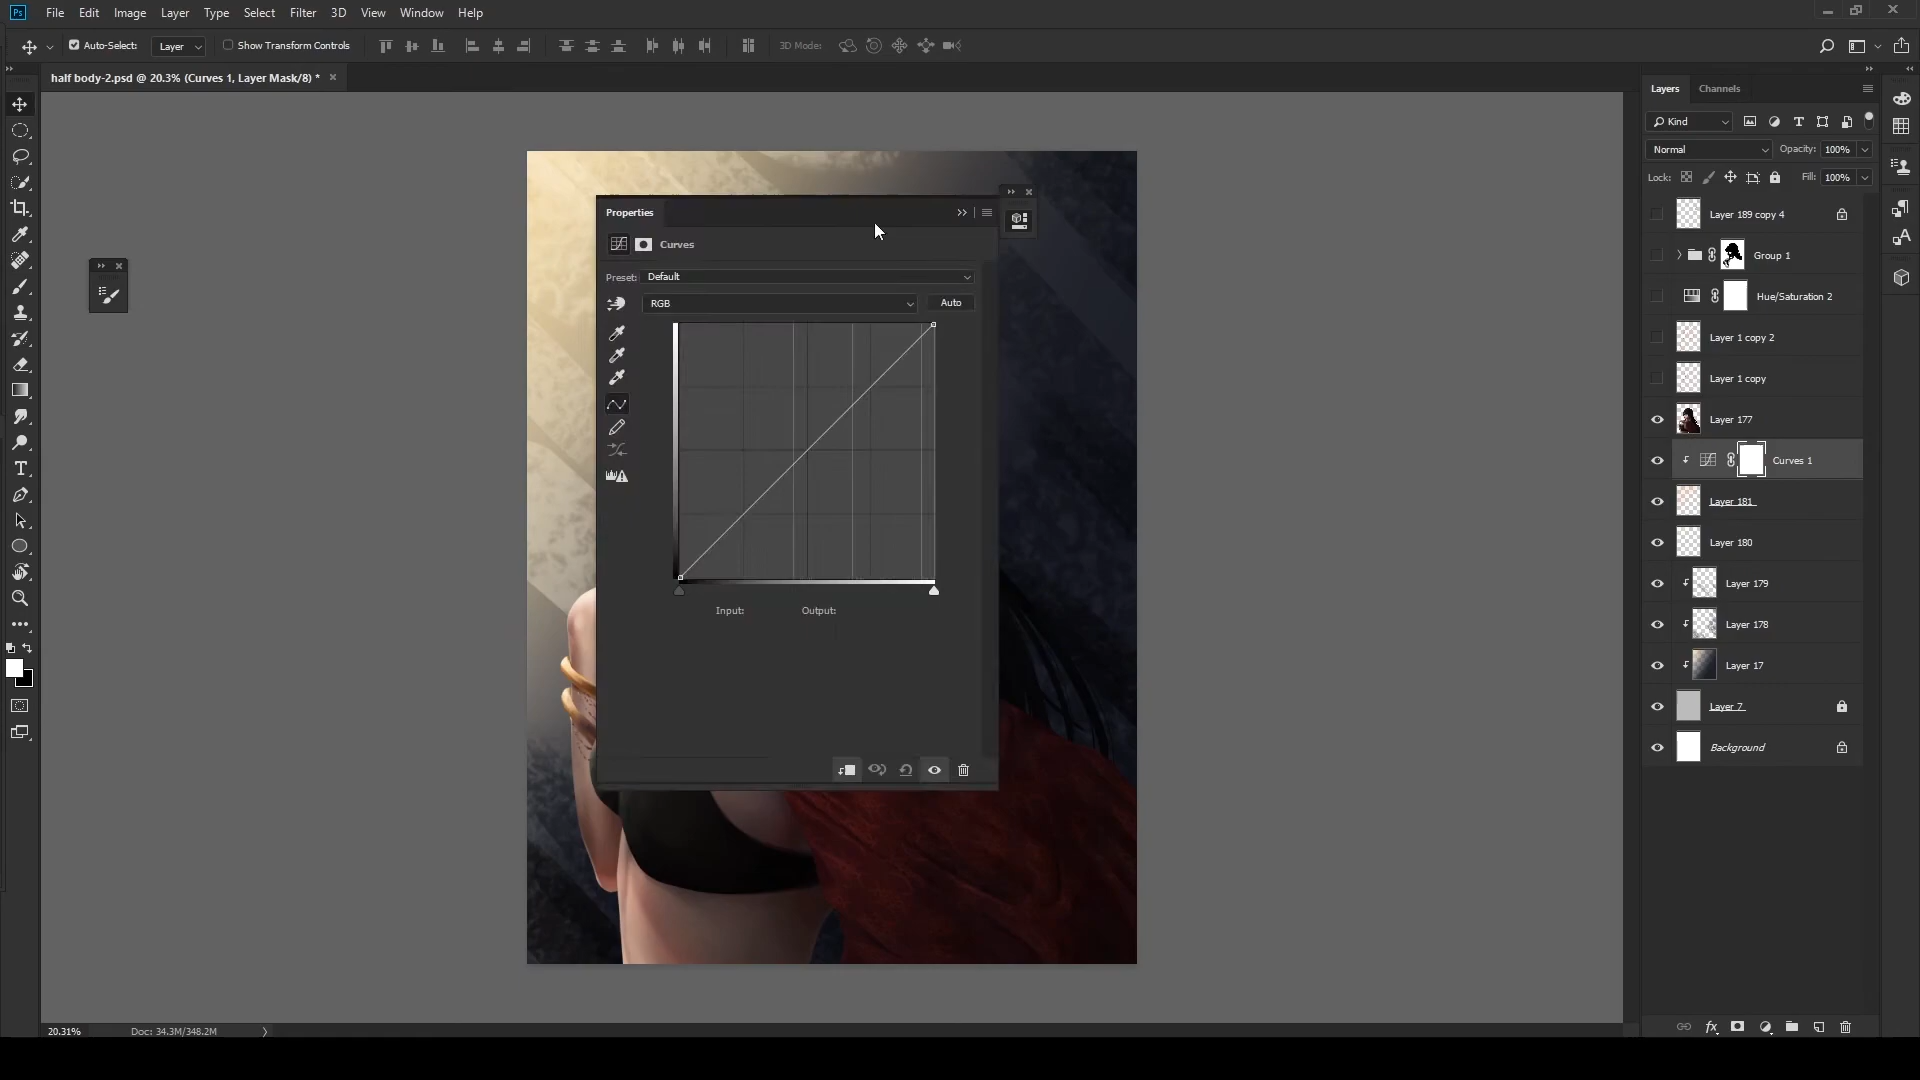 Ps File Edit Image Layer Type Select Filter 3D View Window Help
Auto-Select: Layer Show Transform Controls 3D Mode:
half body-2.psd @ 20.3% (Curves 1, Layer Mask/8) *
Layers Channels
Kind
Normal Opacity: 100%
Lock: Fill: 100%
Layer 189 copy 4
Group 1
Hue/Saturation 2
Layer 1 copy 2
Layer 1 copy
Layer 177
Curves 1
Layer 181
Layer 180
Layer 179
Layer 178
Layer 17
Layer 7
Background
Properties
Curves
Preset: Default
RGB Auto
Input: Output:
20.31% Doc: 34.3M/348.2M